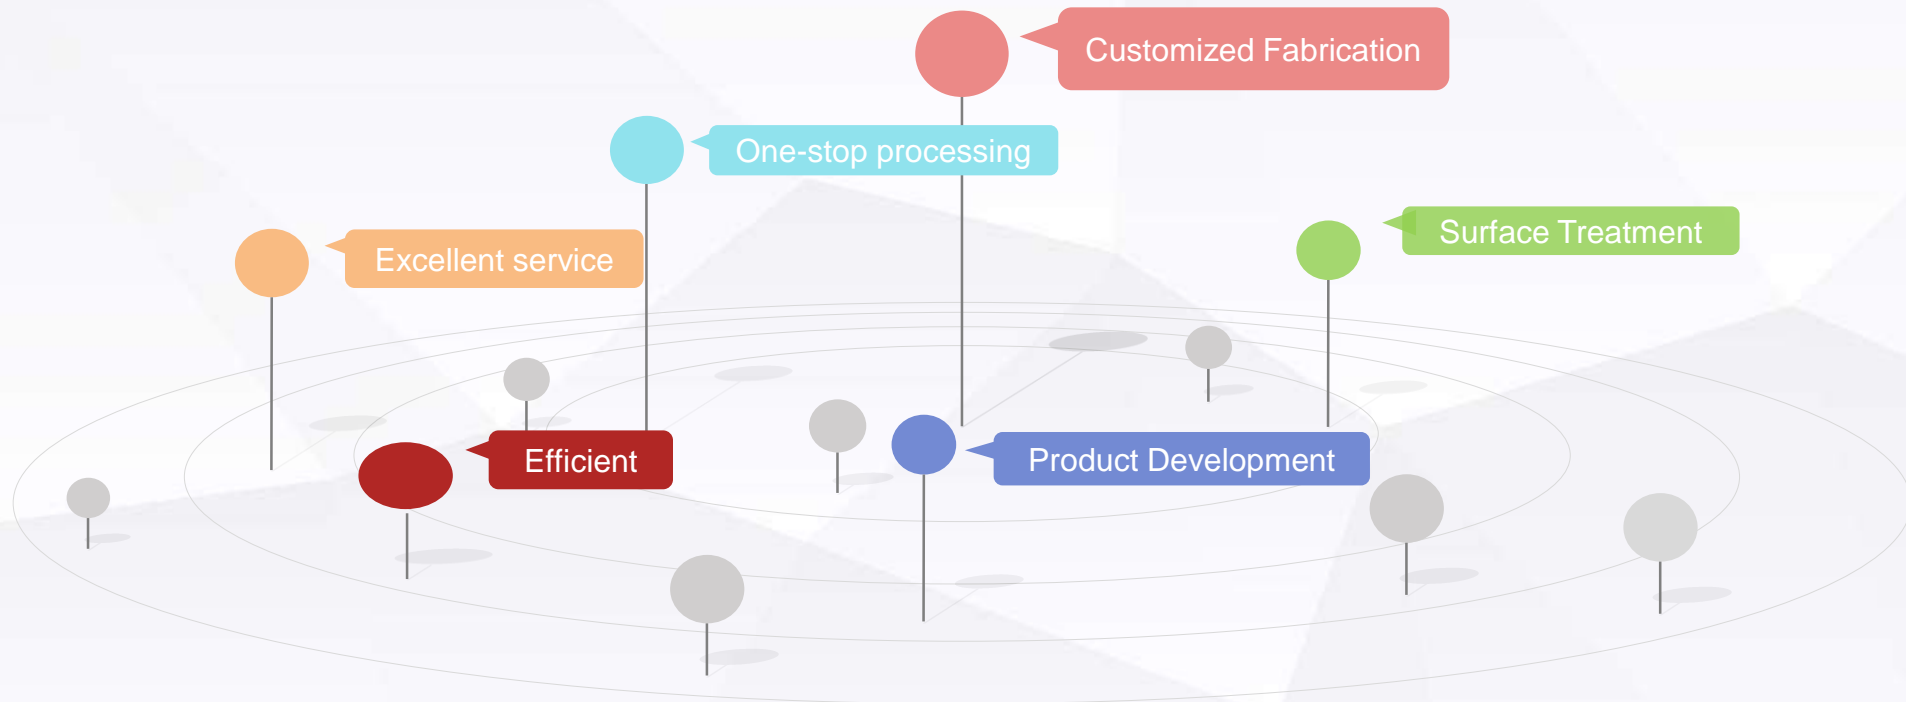 Customized Fabrication
One-stop processing
Surface Treatment
Excellent service
Efficient
Product Development